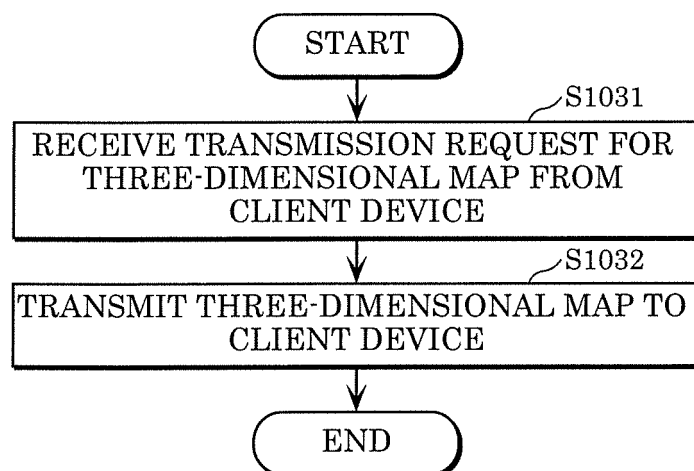 START
S1031
RECEIVE TRANSMISSION REQUEST FOR
THREE-DIMENSIONAL MAP FROM
CLIENT DEVICE
S1032
TRANSMIT THREE-DIMENSIONAL MAP TO
CLIENT DEVICE
END